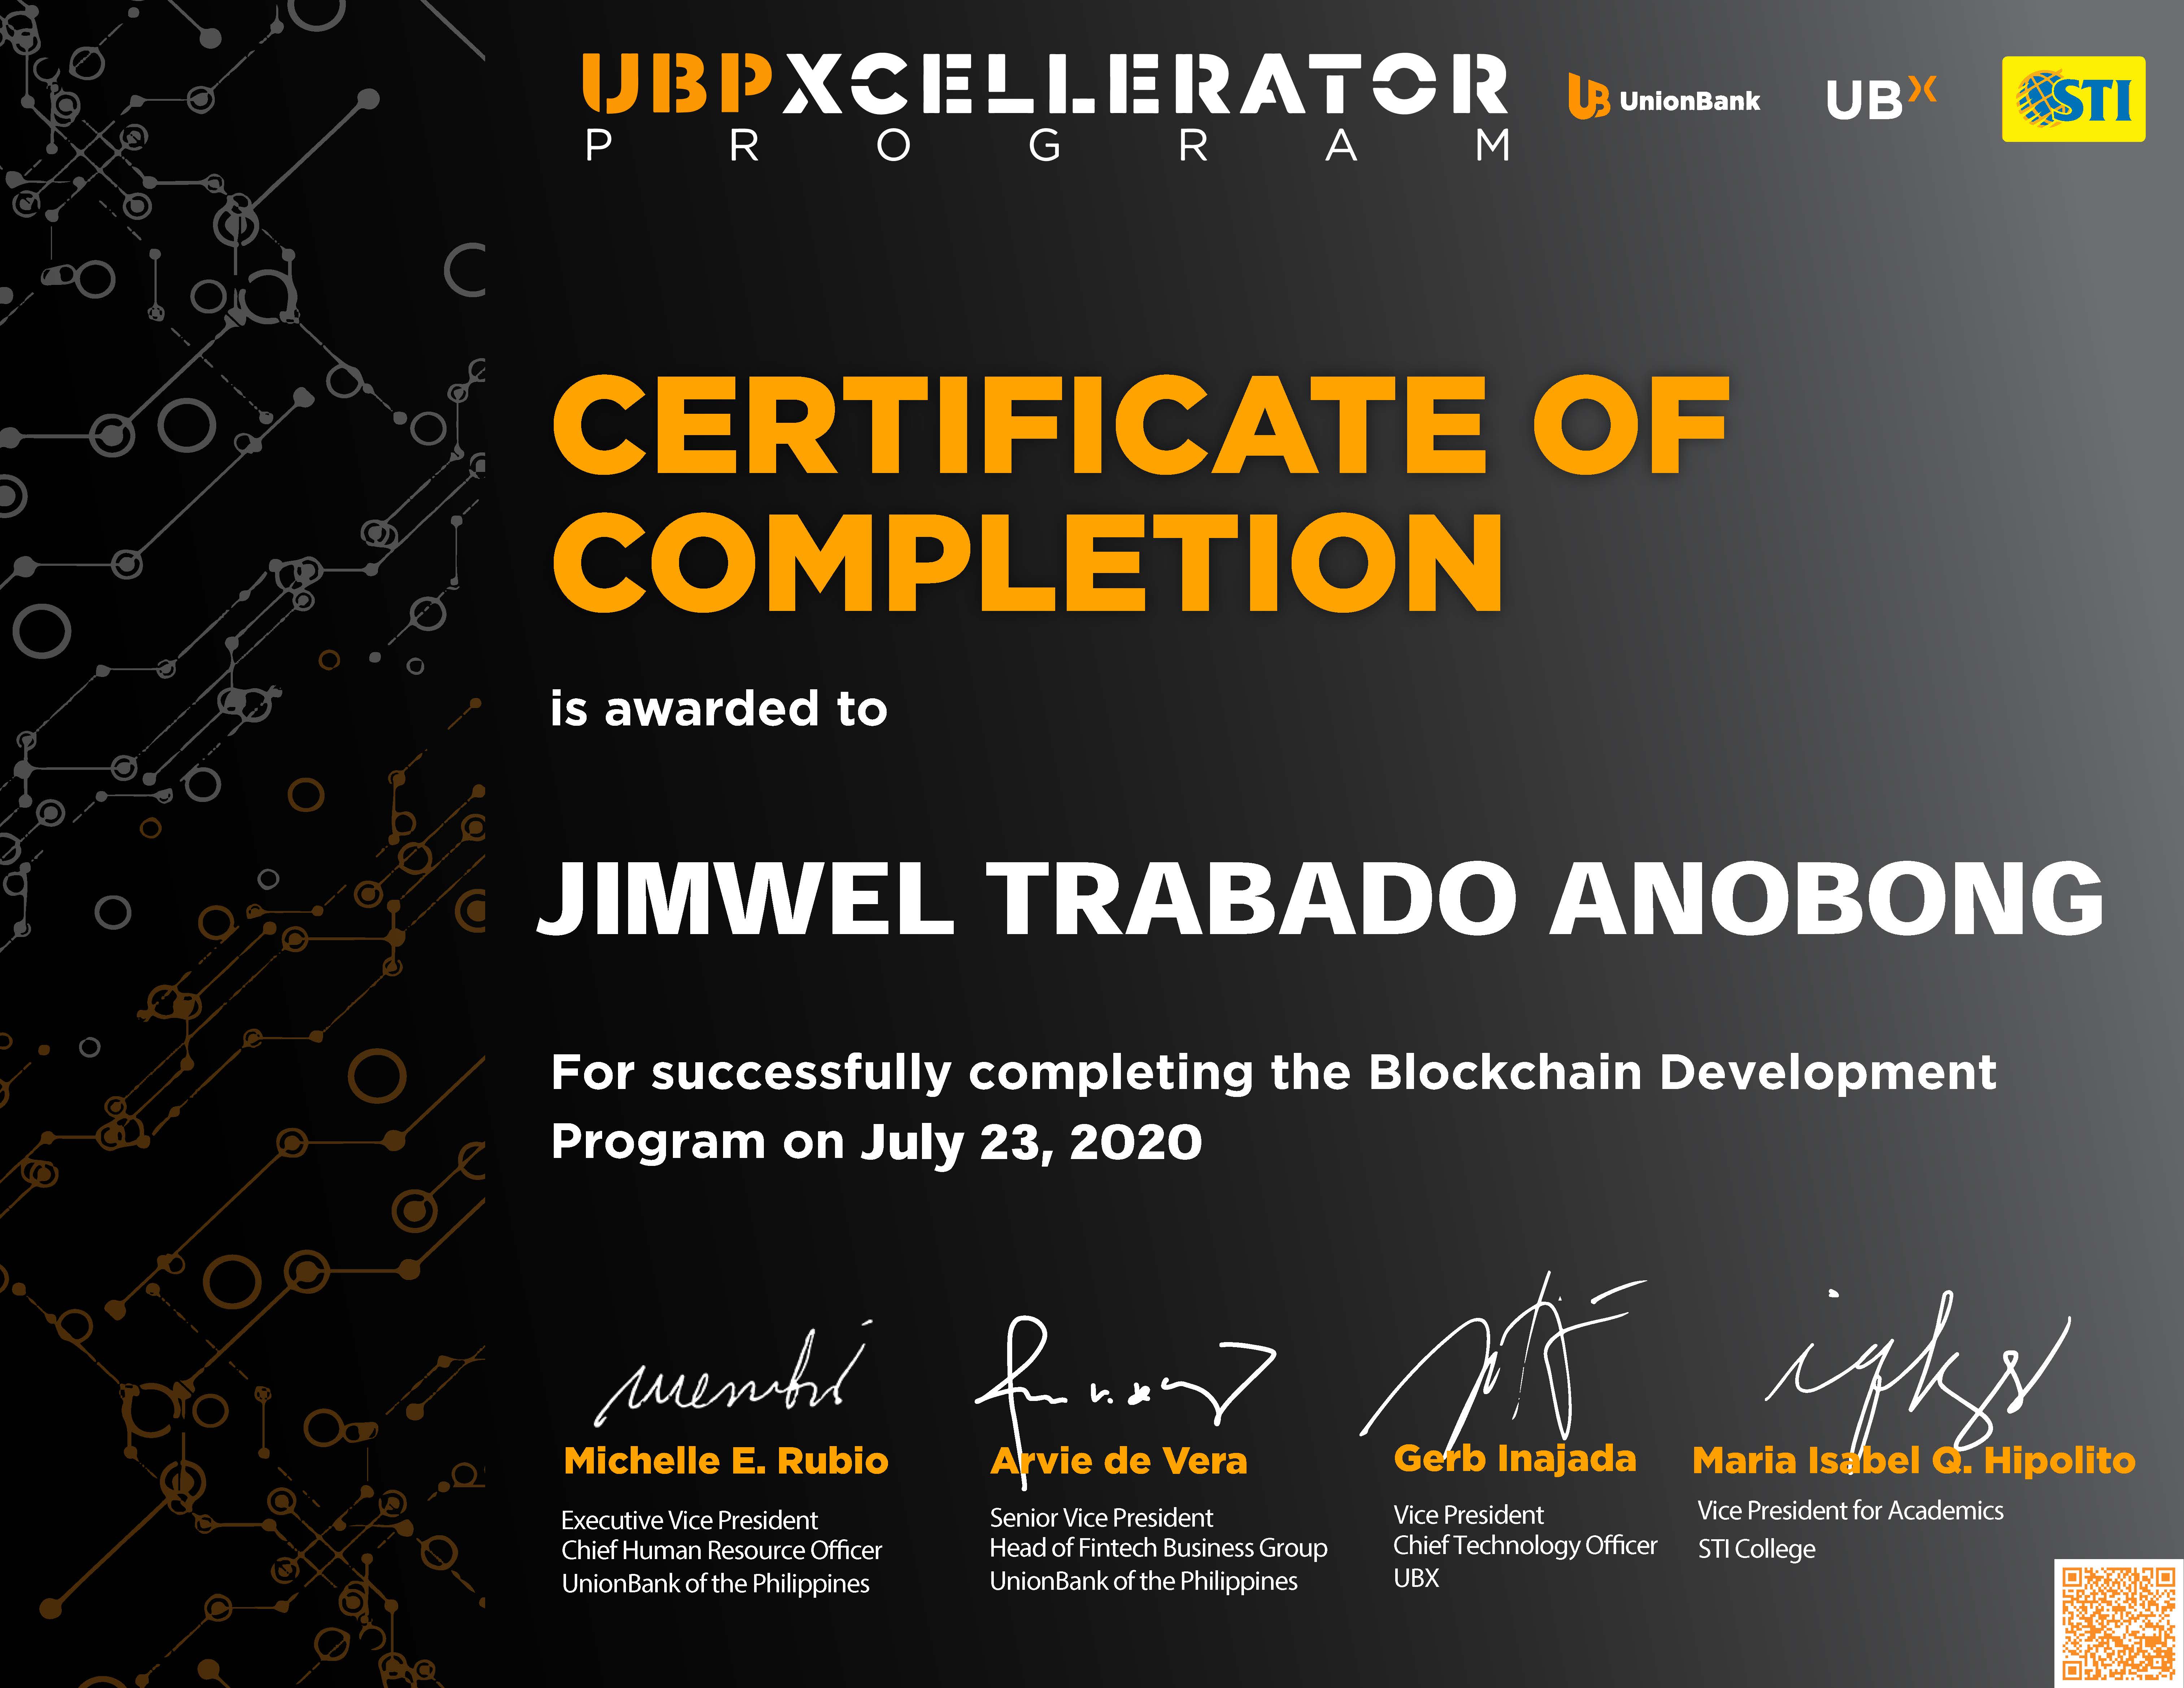 UBPXCELLERATOR
PROGRAM
UB UnionBank
UBX
STI
CERTIFICATE OF
COMPLETION
is awarded to
JIMWEL TRABADO ANOBONG
For successfully completing the Blockchain Development
Program on July 23, 2020
Michelle E. Rubio
Executive Vice President
Chief Human Resource Officer
UnionBank of the Philippines
Arvie de Vera
Senior Vice President
Head of Fintech Business Group
UnionBank of the Philippines
Gerb Inajada
Vice President
Chief Technology Officer
UBX
Maria Isabel Q. Hipolito
Vice President for Academics
STI College